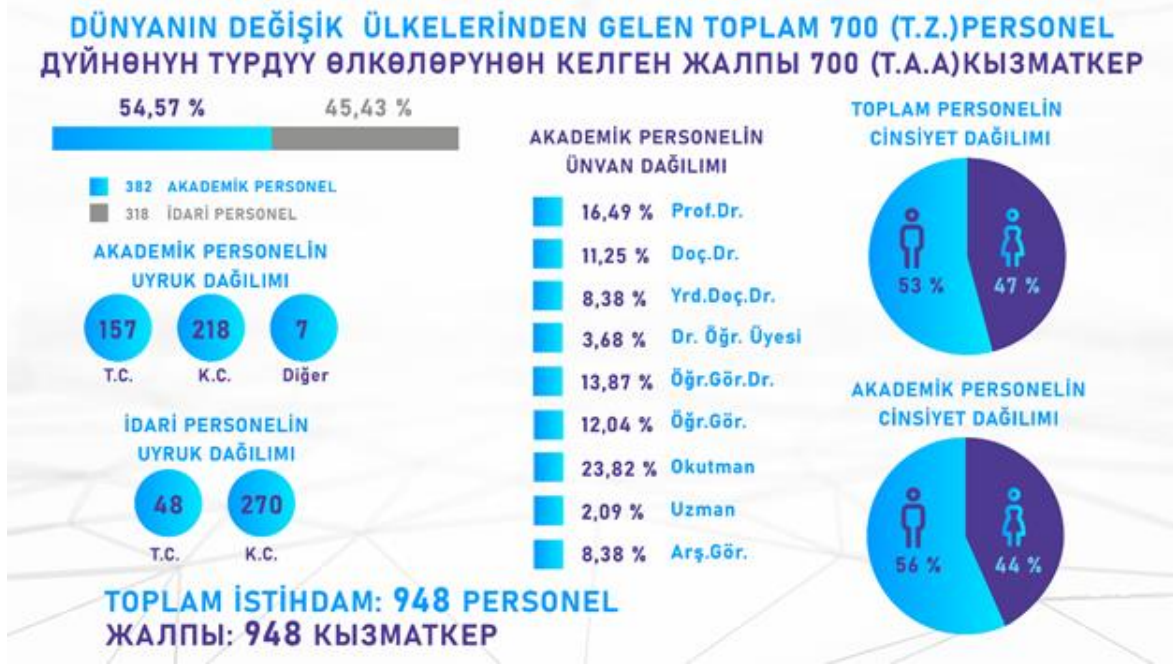 DÜNYANIN DEĞİŞİK ÜLKELERİNDEN GELEN TOPLAM 700 (T.Z.)PERSONEL
ДҮЙНӨНҮН ТҮРДҮҮ ӨЛКӨЛӨРҮНӨН КЕЛГЕН ЖАЛПЫ 700 (Т.А.А)КЫЗМАТКЕР
54,57 % 45,43 %
382 AKADEMİK PERSONEL
318 İDARİ PERSONEL
AKADEMİK PERSONELİN
UYRUK DAĞILIMI
157 218 7
T.C. K.C. Diğer
İDARİ PERSONELİN
UYRUK DAĞILIMI
48 270
T.C. K.C.
AKADEMİK PERSONELİN
ÜNVAN DAĞILIMI
16,49 % Prof.Dr.
11,25 % Doç.Dr.
8,38 % Yrd.Doç.Dr.
3,68 % Dr. Öğr. Üyesi
13,87 % Öğr.Gör.Dr.
12,04 % Öğr.Gör.
23,82 % Okutman
2,09 % Uzman
8,38 % Arş.Gör.
TOPLAM PERSONELİN
CİNSİYET DAĞILIMI
53 % 47 %
AKADEMİK PERSONELİN
CİNSİYET DAĞILIMI
56 % 44 %
TOPLAM İSTİHDAM: 948 PERSONEL
ЖАЛПЫ: 948 КЫЗМАТКЕР